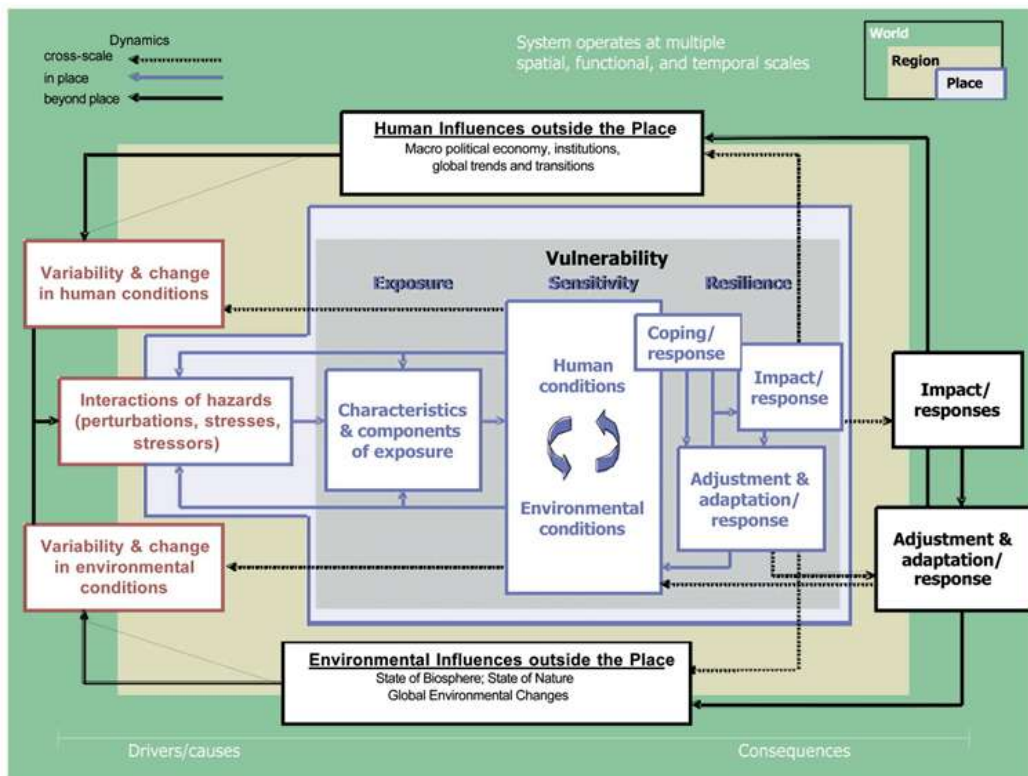 Dynamics
cross-scale
in place
beyond place
System operates at multiple
spatial, functional, and temporal scales
World
Region
Place
Human Influences outside the Place
Macro political economy, institutions,
global trends and transitions
Variability & change
in human conditions
Vulnerability
Exposure
Sensitivity
Resilience
Coping/
response
Human
conditions
Impact/
response
Impact/
responses
Interactions of hazards
(perturbations, stresses,
stressors)
Characteristics
& components
of exposure
Environmental
conditions
Adjustment &
adaptation/
response
Adjustment &
adaptation/
response
Variability & change
in environmental
conditions
Environmental Influences outside the Place
State of Biosphere; State of Nature
Global Environmental Changes
Drivers/causes
Consequences